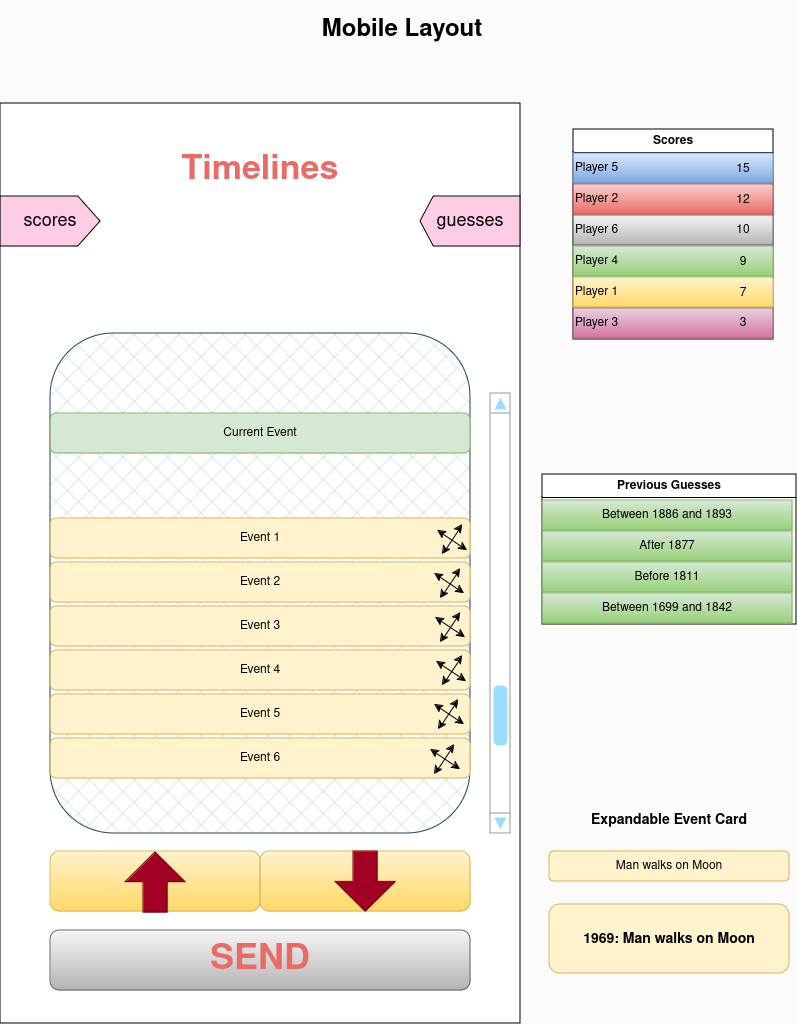 Mobile Layout
Timelines
scores
guesses
Current Event
Event 1
Event 2
Event 3
Event 4
Event 5
Event 6
SEND
Scores
Player 5 15
Player 2 12
Player 6 10
Player 4 9
Player 1 7
Player 3 3
Previous Guesses
Between 1886 and 1893
After 1877
Before 1811
Between 1699 and 1842
Expandable Event Card
Man walks on Moon
1969: Man walks on Moon